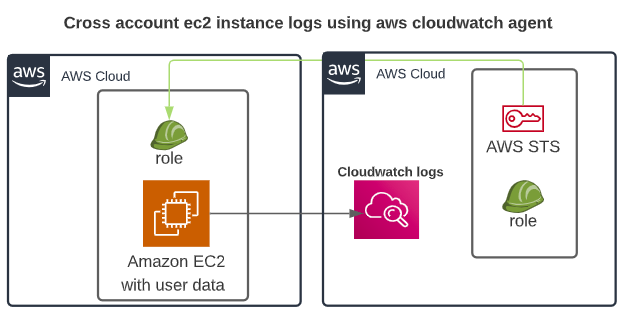 Cross account ec2 instance logs using aws cloudwatch agent
aws
AWS Cloud
role
Amazon EC2
with user data
aws
AWS Cloud
Cloudwatch logs
AWS STS
role